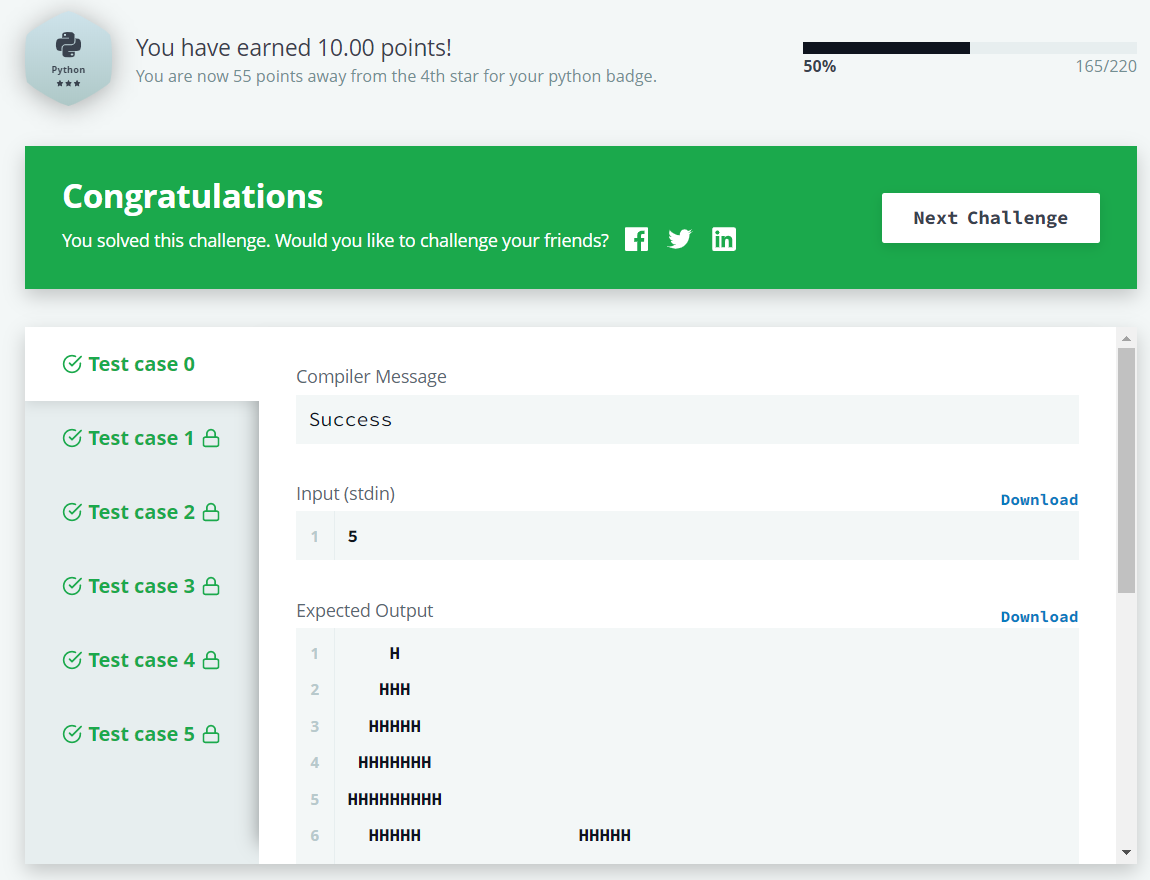 Python
You have earned 10.00 points!
You are now 55 points away from the 4th star for your python badge.
50%
165/220
Congratulations
You solved this challenge. Would you like to challenge your friends?
Next Challenge
Test case 0
Test case 1
Test case 2
Test case 3
Test case 4
Test case 5
Compiler Message
Success
Input (stdin)
Download
1 5
Expected Output
Download
1     H
2    HHH
3   HHHHH
4  HHHHHHH
5 HHHHHHHHH
6   HHHHH               HHHHH